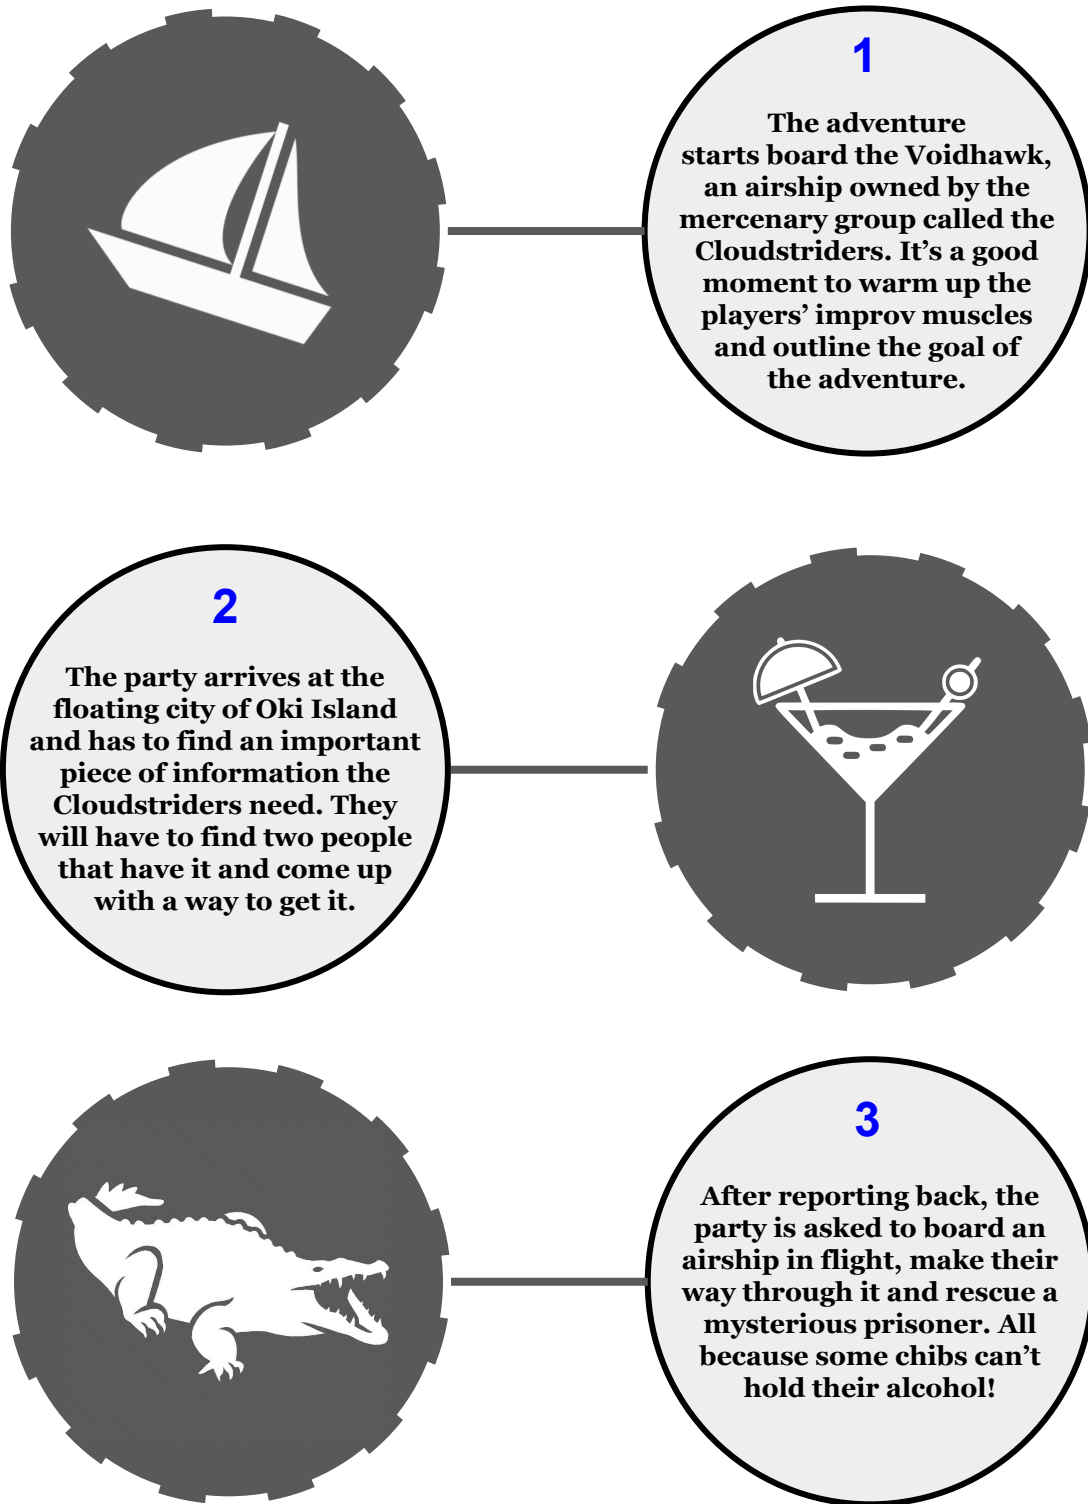 1
The adventure
starts board the Voidhawk,
an airship owned by the
mercenary group called the
Cloudstriders. It’s a good
moment to warm up the
players’ improv muscles
and outline the goal of
the adventure.
2
The party arrives at the
floating city of Oki Island
and has to find an important
piece of information the
Cloudstriders need. They
will have to find two people
that have it and come up
with a way to get it.
3
After reporting back, the
party is asked to board an
airship in flight, make their
way through it and rescue a
mysterious prisoner. All
because some chibs can’t
hold their alcohol!